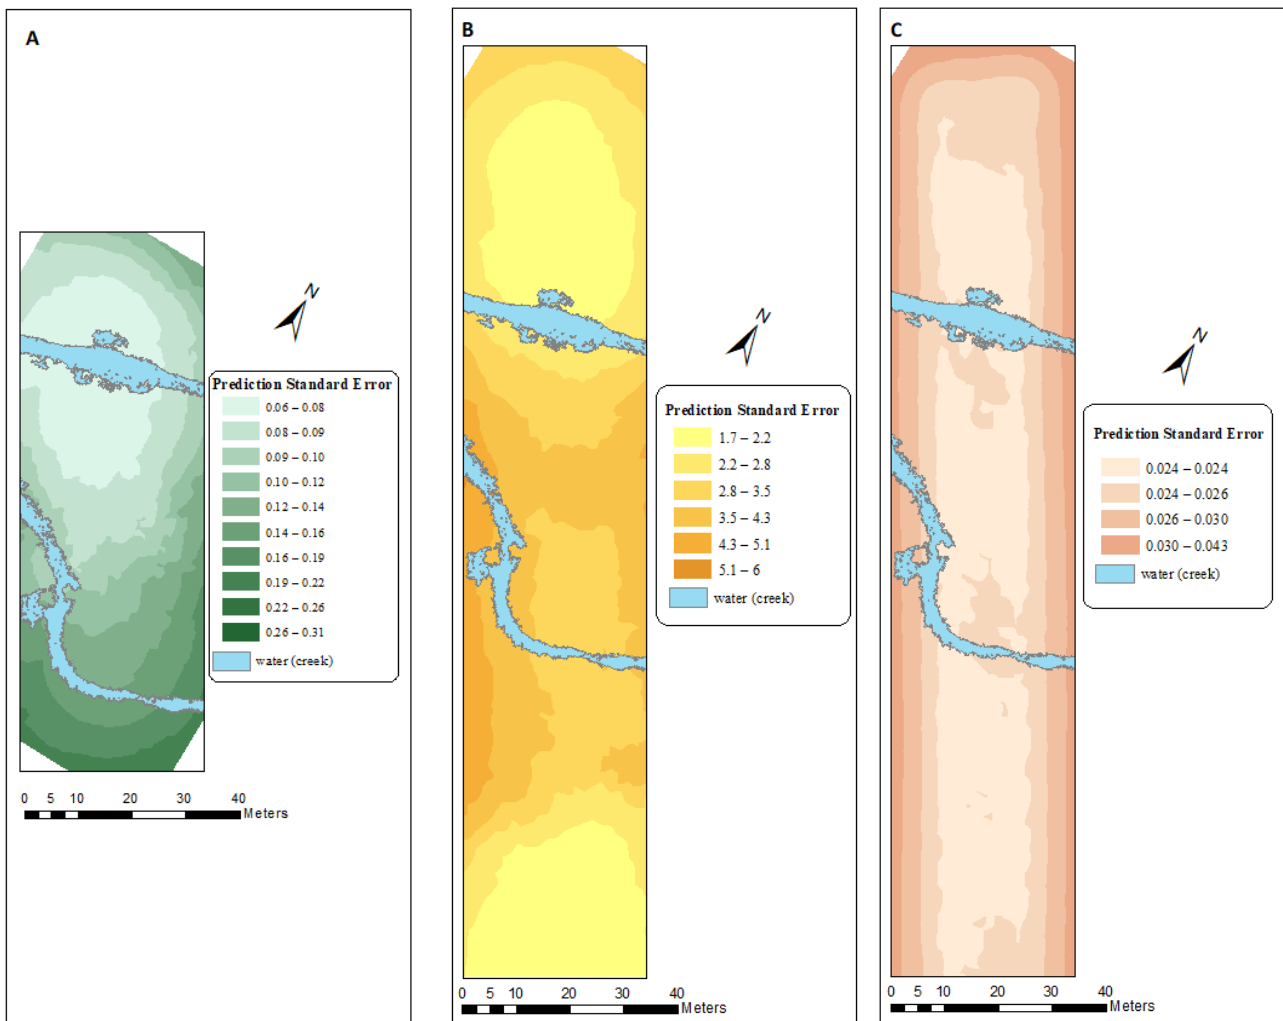 A
N
Prediction Standard Error
0.06 – 0.08
0.08 – 0.09
0.09 – 0.10
0.10 – 0.12
0.12 – 0.14
0.14 – 0.16
0.16 – 0.19
0.19 – 0.22
0.22 – 0.26
0.26 – 0.31
water (creek)
0 5 10 20 30 40
Meters
B
N
Prediction Standard Error
1.7 – 2.2
2.2 – 2.8
2.8 – 3.5
3.5 – 4.3
4.3 – 5.1
5.1 – 6
water (creek)
0 5 10 20 30 40
Meters
C
N
Prediction Standard Error
0.024 – 0.024
0.024 – 0.026
0.026 – 0.030
0.030 – 0.043
water (creek)
0 5 10 20 30 40
Meters